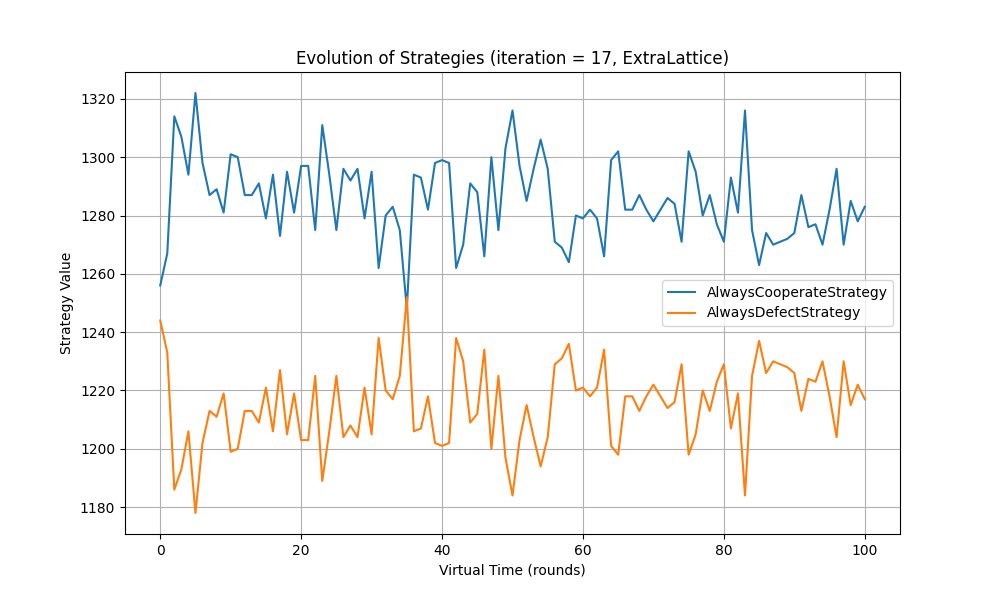 Evolution of Strategies (iteration = 17, ExtraLattice)
1320
1300
1280
1260
1240
1220
1200
1180
Strategy Value
AlwaysCooperateStrategy
AlwaysDefectStrategy
0 20 40 60 80 100
Virtual Time (rounds)